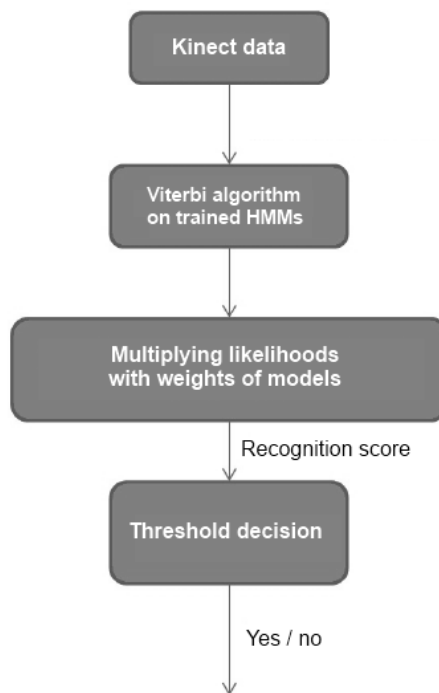 Kinect data
Viterbi algorithm
on trained HMMs
Multiplying likelihoods
with weights of models
Recognition score
Threshold decision
Yes / no